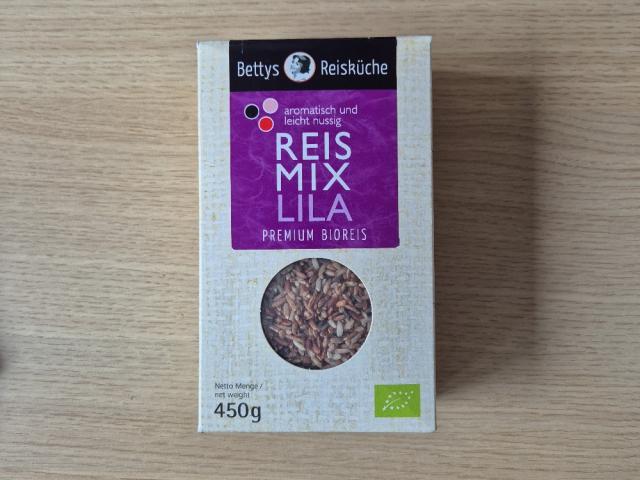 Bettys Reisküche
aromatisch und
leicht nussig
REIS
MIX
LILA
PREMIUM BIOREIS
Netto Menge /
net weight
450g